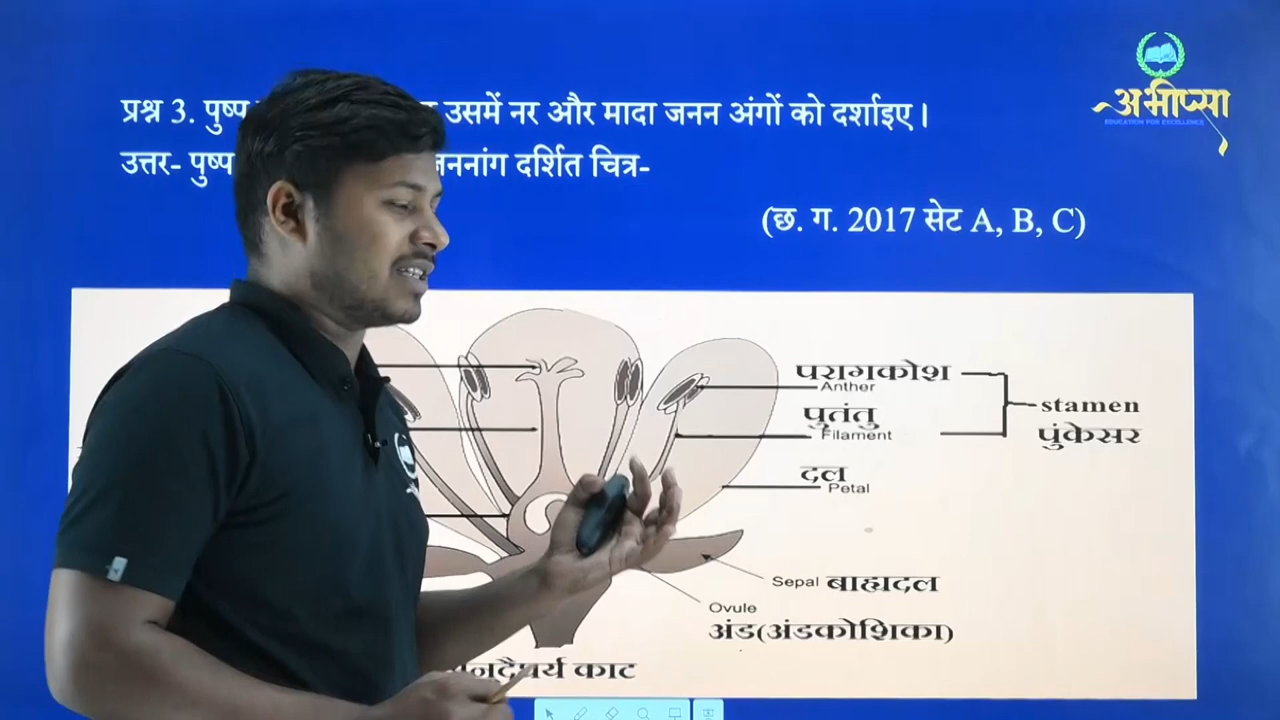 अभीप्सा
EDUCATION FOR EXCELLENCE
प्रश्न 3. पुष्प उसमें नर और मादा जनन अंगों को दर्शाइए।
उत्तर- पुष्प जननांग दर्शित चित्र-
(छ. ग. 2017 सेट A, B, C)
परागकोश
Anther
stamen
पुतंतु
पुंकेसर
Filament
दल
Petal
Sepal बाह्यदल
Ovule
अंड(अंडकोशिका)
काट